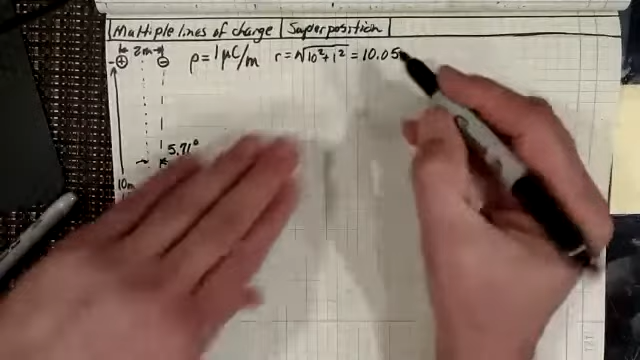 Multiple lines of charge | Superposition
2m
+ −
ρ = 1 μC/m r = √10²+1² = 10.05
5.71°
10m